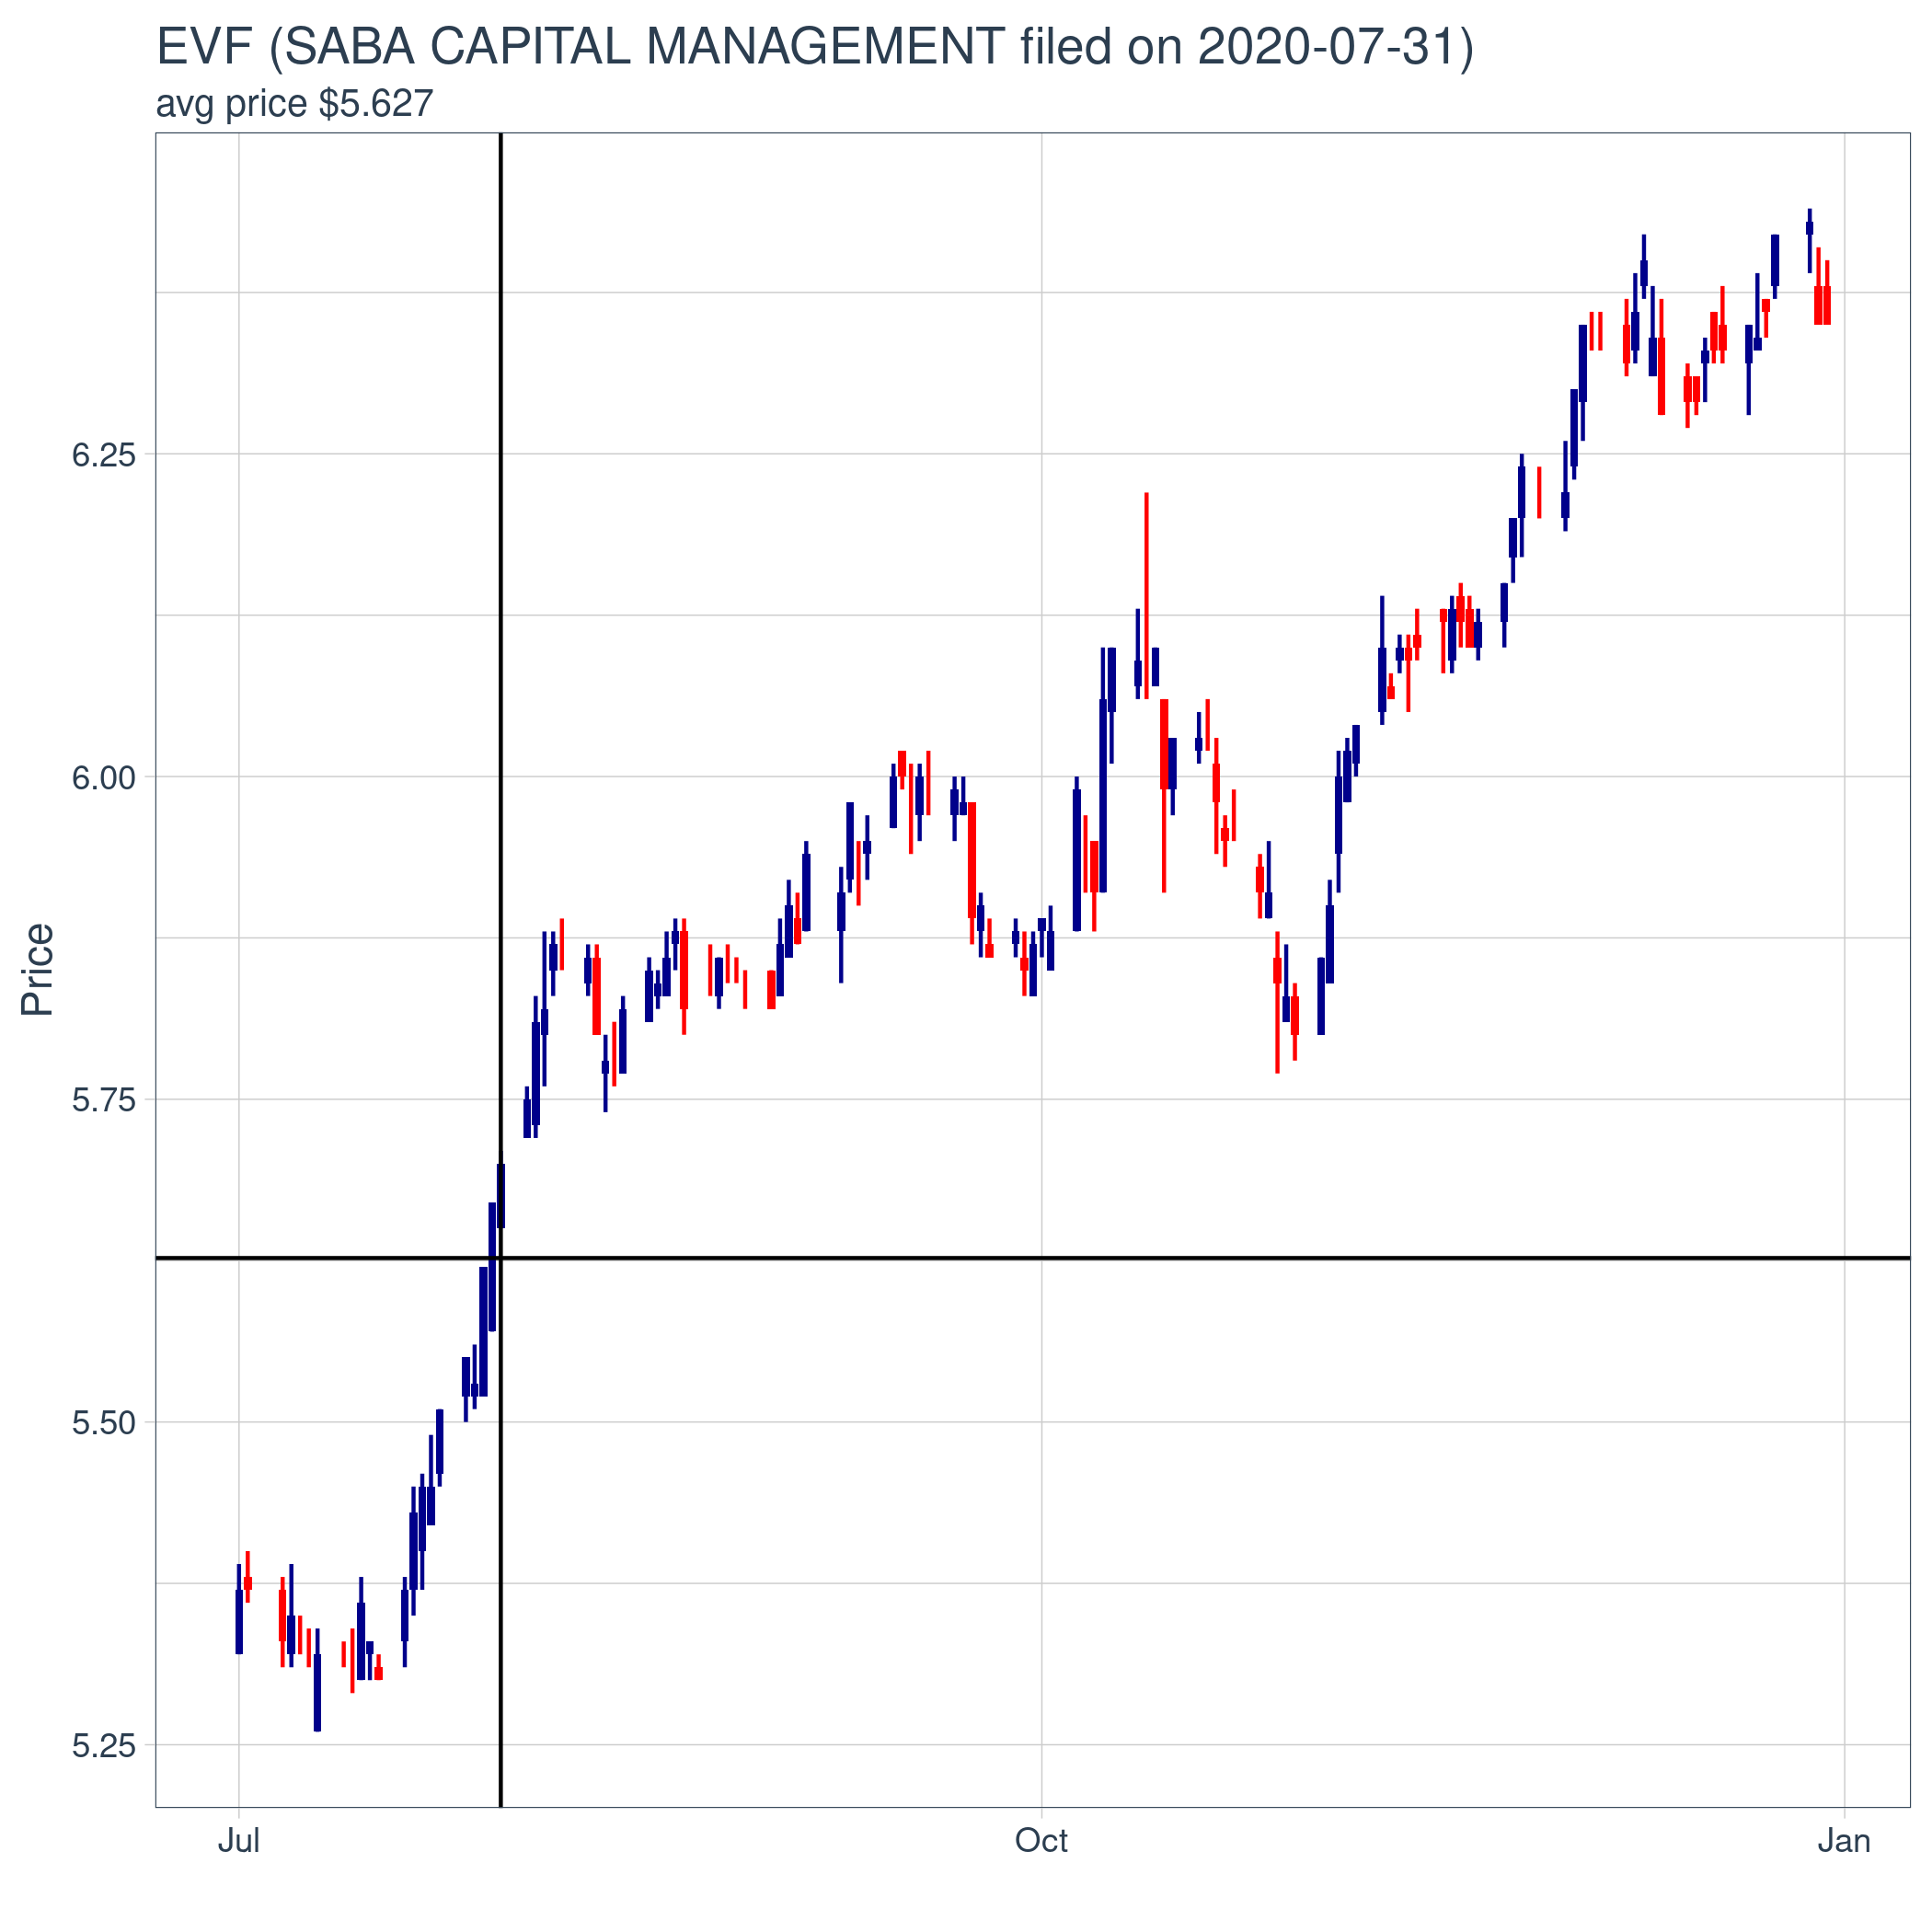 EVF (SABA CAPITAL MANAGEMENT filed on 2020-07-31)
avg price $5.627
Price
6.25
6.00
5.75
5.50
5.25
Jul Oct Jan